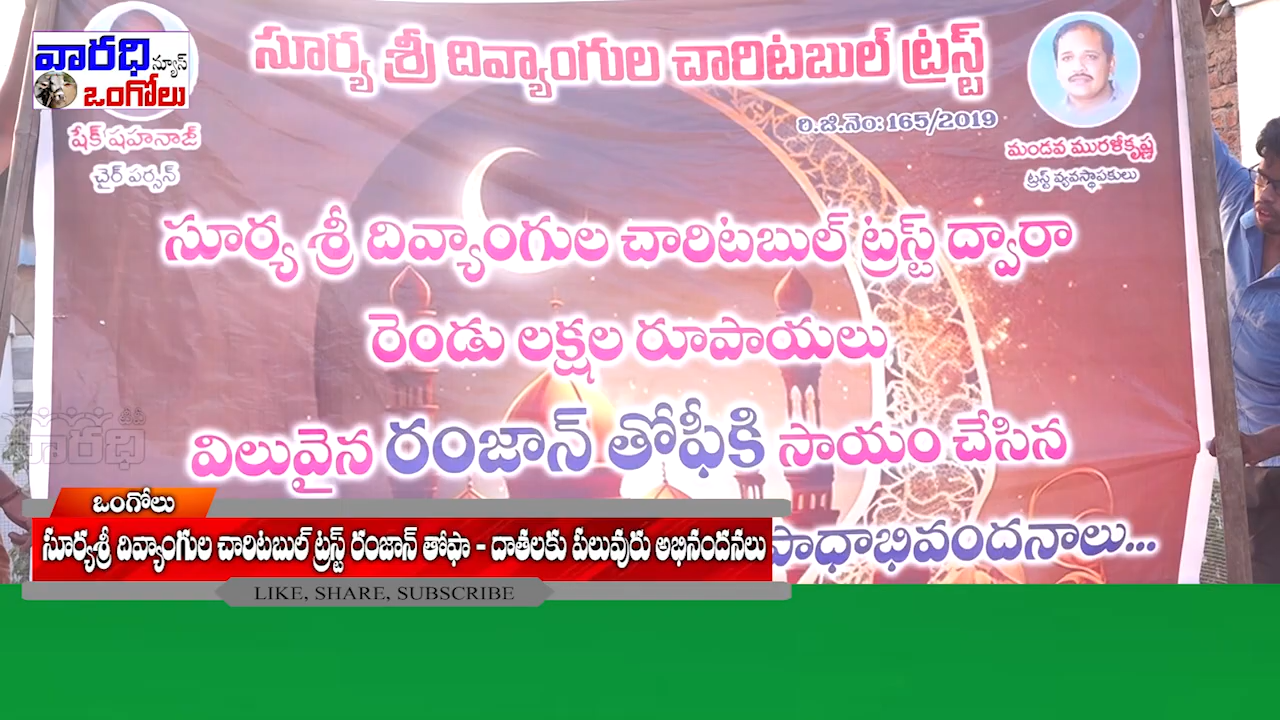 వారధి న్యూస్
ఒంగోలు
సూర్య శ్రీ దివ్యాంగుల చారిటబుల్ ట్రస్ట్
రి.జి.నెం: 165/2019
షేక్ షహనాజ్
చైర్ పర్సన్
మండవ మురళీకృష్ణ
ట్రస్ట్ వ్యవస్థాపకులు
సూర్య శ్రీ దివ్యాంగుల చారిటబుల్ ట్రస్ట్ ద్వారా
రెండు లక్షల రూపాయలు
విలువైన రంజాన్ తోఫీకి సాయం చేసిన
పాధాభివందనాలు...
టీవీ
వారధి
ఒంగోలు
సూర్యశ్రీ దివ్యాంగుల చారిటబుల్ ట్రస్ట్ రంజాన్ తోఫా - దాతలకు పలువురు అభినందనలు
LIKE, SHARE, SUBSCRIBE